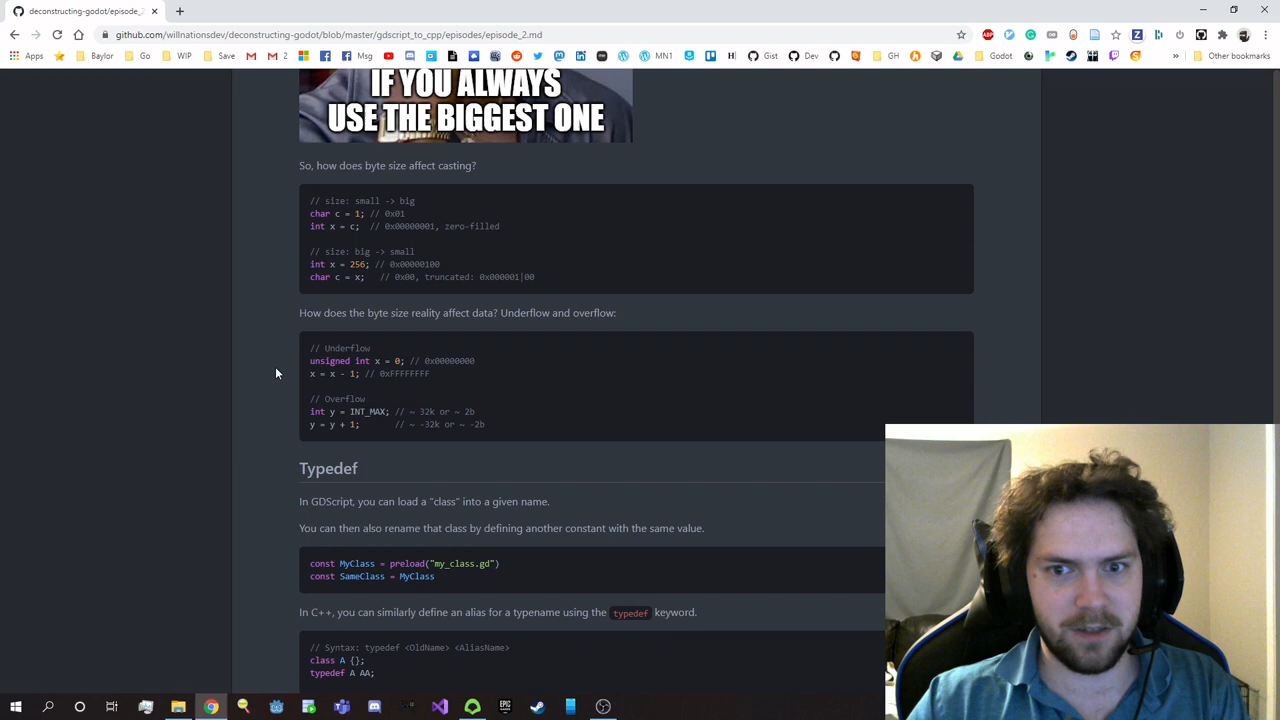 deconstructing-godot/episode_2
github.com/willnationsdev/deconstructing-godot/blob/master/gdscript_to_cpp/episodes/episode_2.md
Apps Baylor Go WIP Save M M 2 Msg MN1 Gist Dev GH Godot Other bookmarks
IF YOU ALWAYS
USE THE BIGGEST ONE
So, how does byte size affect casting?
// size: small -> big
char c = 1; // 0x01
int x = c;  // 0x00000001, zero-filled
// size: big -> small
int x = 256; // 0x00000100
char c = x;   // 0x00, truncated: 0x000001|00
How does the byte size reality affect data? Underflow and overflow:
// Underflow
unsigned int x = 0; // 0x00000000
x = x - 1; // 0xFFFFFFFF
// Overflow
int y = INT_MAX; // ~ 32k or ~ 2b
y = y + 1;       // ~ -32k or ~ -2b
Typedef
In GDScript, you can load a "class" into a given name.
You can then also rename that class by defining another constant with the same value.
const MyClass = preload("my_class.gd")
const SameClass = MyClass
In C++, you can similarly define an alias for a typename using the typedef keyword.
// Syntax: typedef <OldName> <AliasName>
class A {};
typedef A AA;